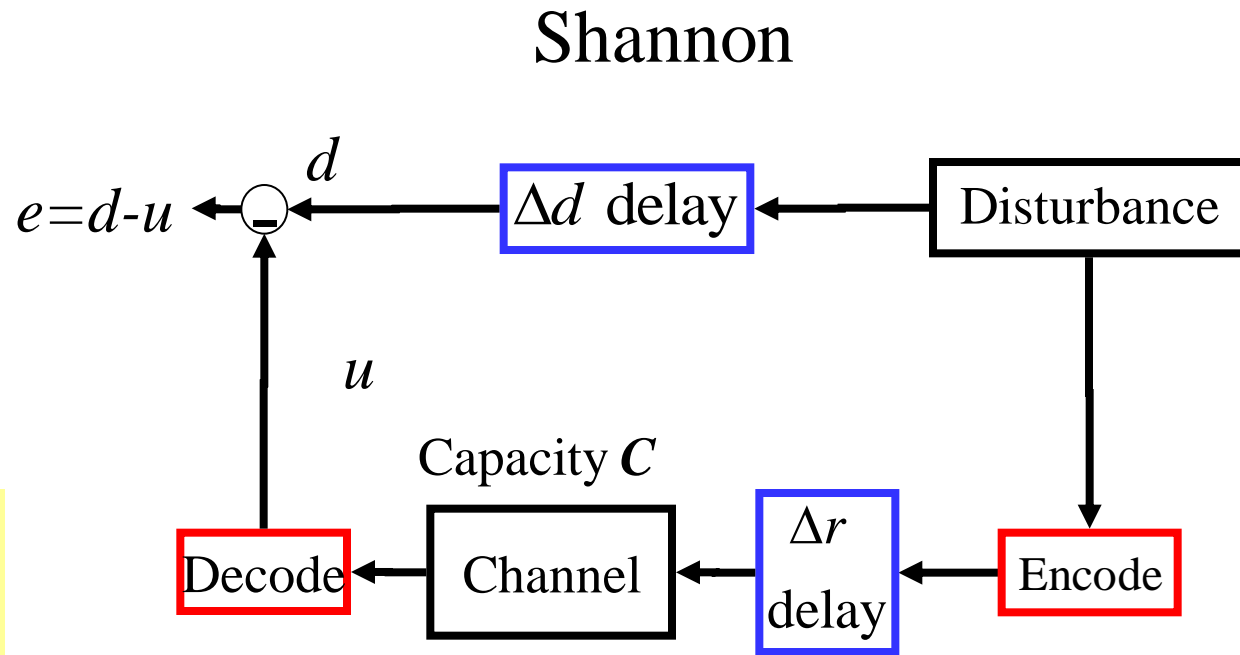 Shannon
d
e=d-u
-
Δd delay
Disturbance
u
Capacity C
Decode
Channel
Δr
delay
Encode